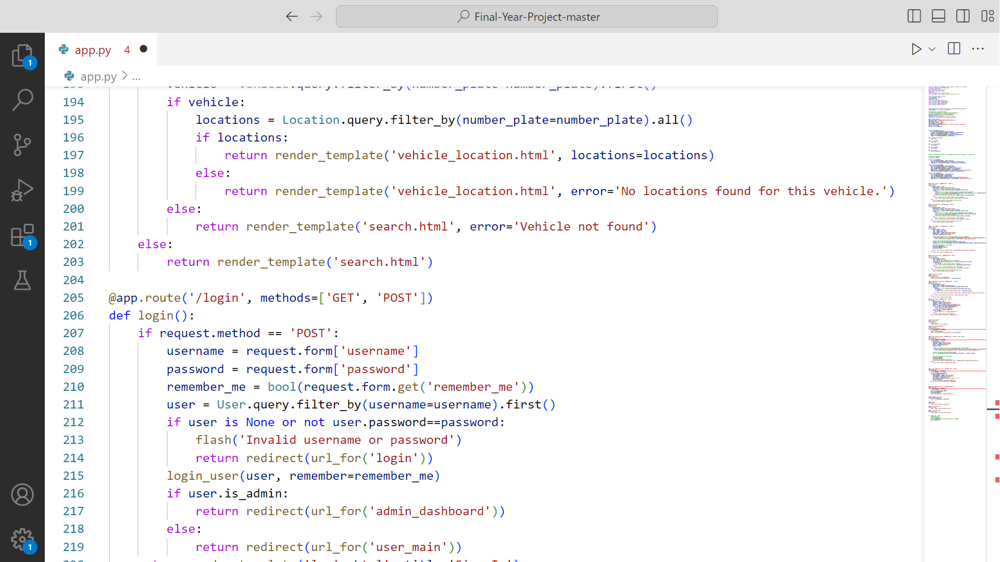 Final-Year-Project-master
app.py 4
app.py > ...
194 if vehicle:
195 locations = Location.query.filter_by(number_plate=number_plate).all()
196 if locations:
197 return render_template('vehicle_location.html', locations=locations)
198 else:
199 return render_template('vehicle_location.html', error='No locations found for this vehicle.')
200 else:
201 return render_template('search.html', error='Vehicle not found')
202 else:
203 return render_template('search.html')
204
205 @app.route('/login', methods=['GET', 'POST'])
206 def login():
207 if request.method == 'POST':
208 username = request.form['username']
209 password = request.form['password']
210 remember_me = bool(request.form.get('remember_me'))
211 user = User.query.filter_by(username=username).first()
212 if user is None or not user.password==password:
213 flash('Invalid username or password')
214 return redirect(url_for('login'))
215 login_user(user, remember=remember_me)
216 if user.is_admin:
217 return redirect(url_for('admin_dashboard'))
218 else:
219 return redirect(url_for('user_main'))
1
1
1